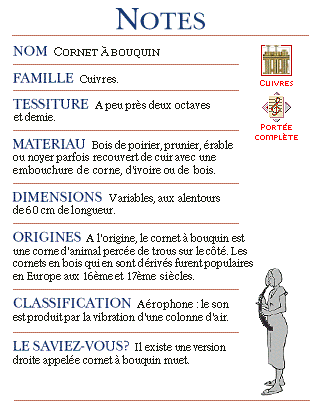 NOTES
NOM CORNET À BOUQUIN
FAMILLE Cuivres.
TESSITURE A peu près deux octaves
et demie.
MATERIAU Bois de poirier, prunier, érable
ou noyer parfois recouvert de cuir avec une
embouchure de corne, d'ivoire ou de bois.
DIMENSIONS Variables, aux alentours
de 60 cm de longueur.
ORIGINES A l'origine, le cornet à bouquin est
une corne d'animal percée de trous sur le côté. Les
cornets en bois qui en sont dérivés furent populaires
en Europe aux 16ème et 17ème siècles.
CLASSIFICATION Aérophone : le son
est produit par la vibration d'une colonne d'air.
LE SAVIEZ-VOUS? Il existe une version
droite appelée cornet à bouquin muet.
CUIVRES
PORTÉE
COMPLÈTE